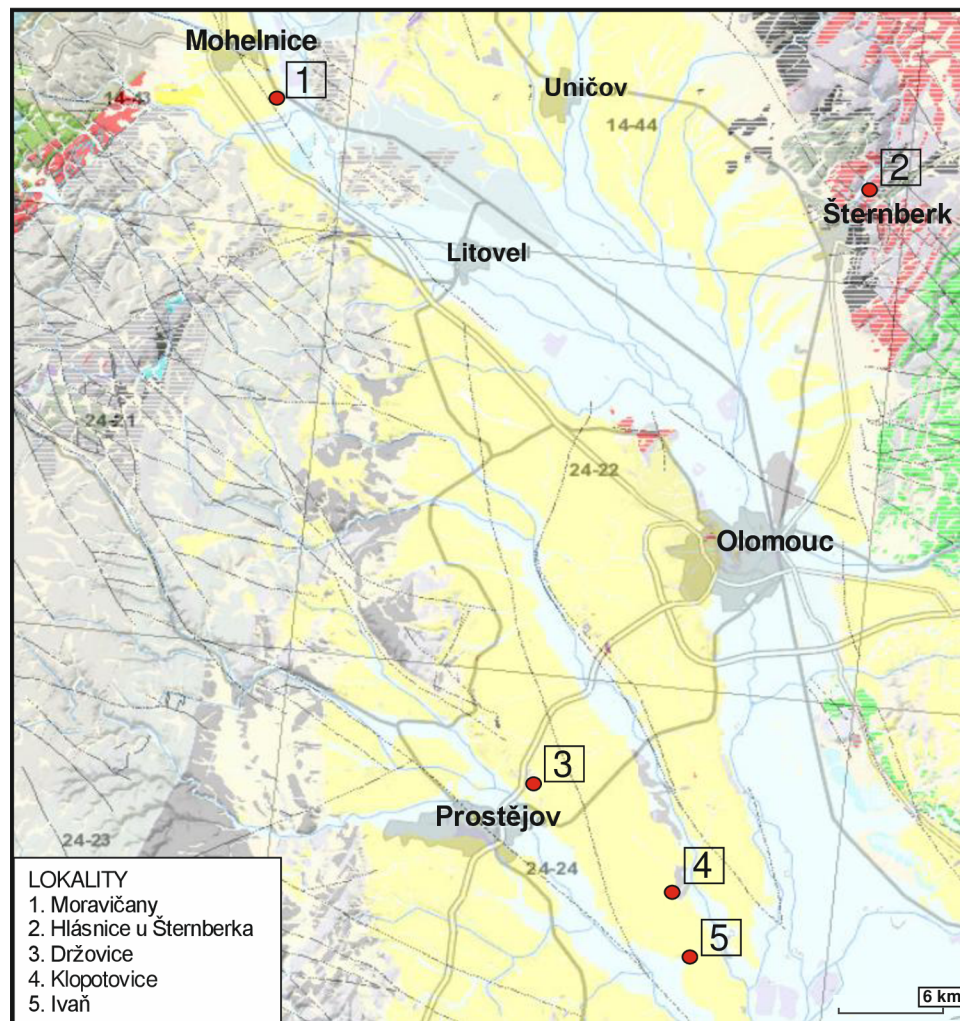 Mohelnice
1
Uničov
14-43
14-44
2
Šternberk
Litovel
24-21
24-22
Olomouc
3
Prostějov
24-23
24-24
4
5
LOKALITY
1. Moravičany
2. Hlásnice u Šternberka
3. Držovice
4. Klopotovice
5. Ivaň
6 km